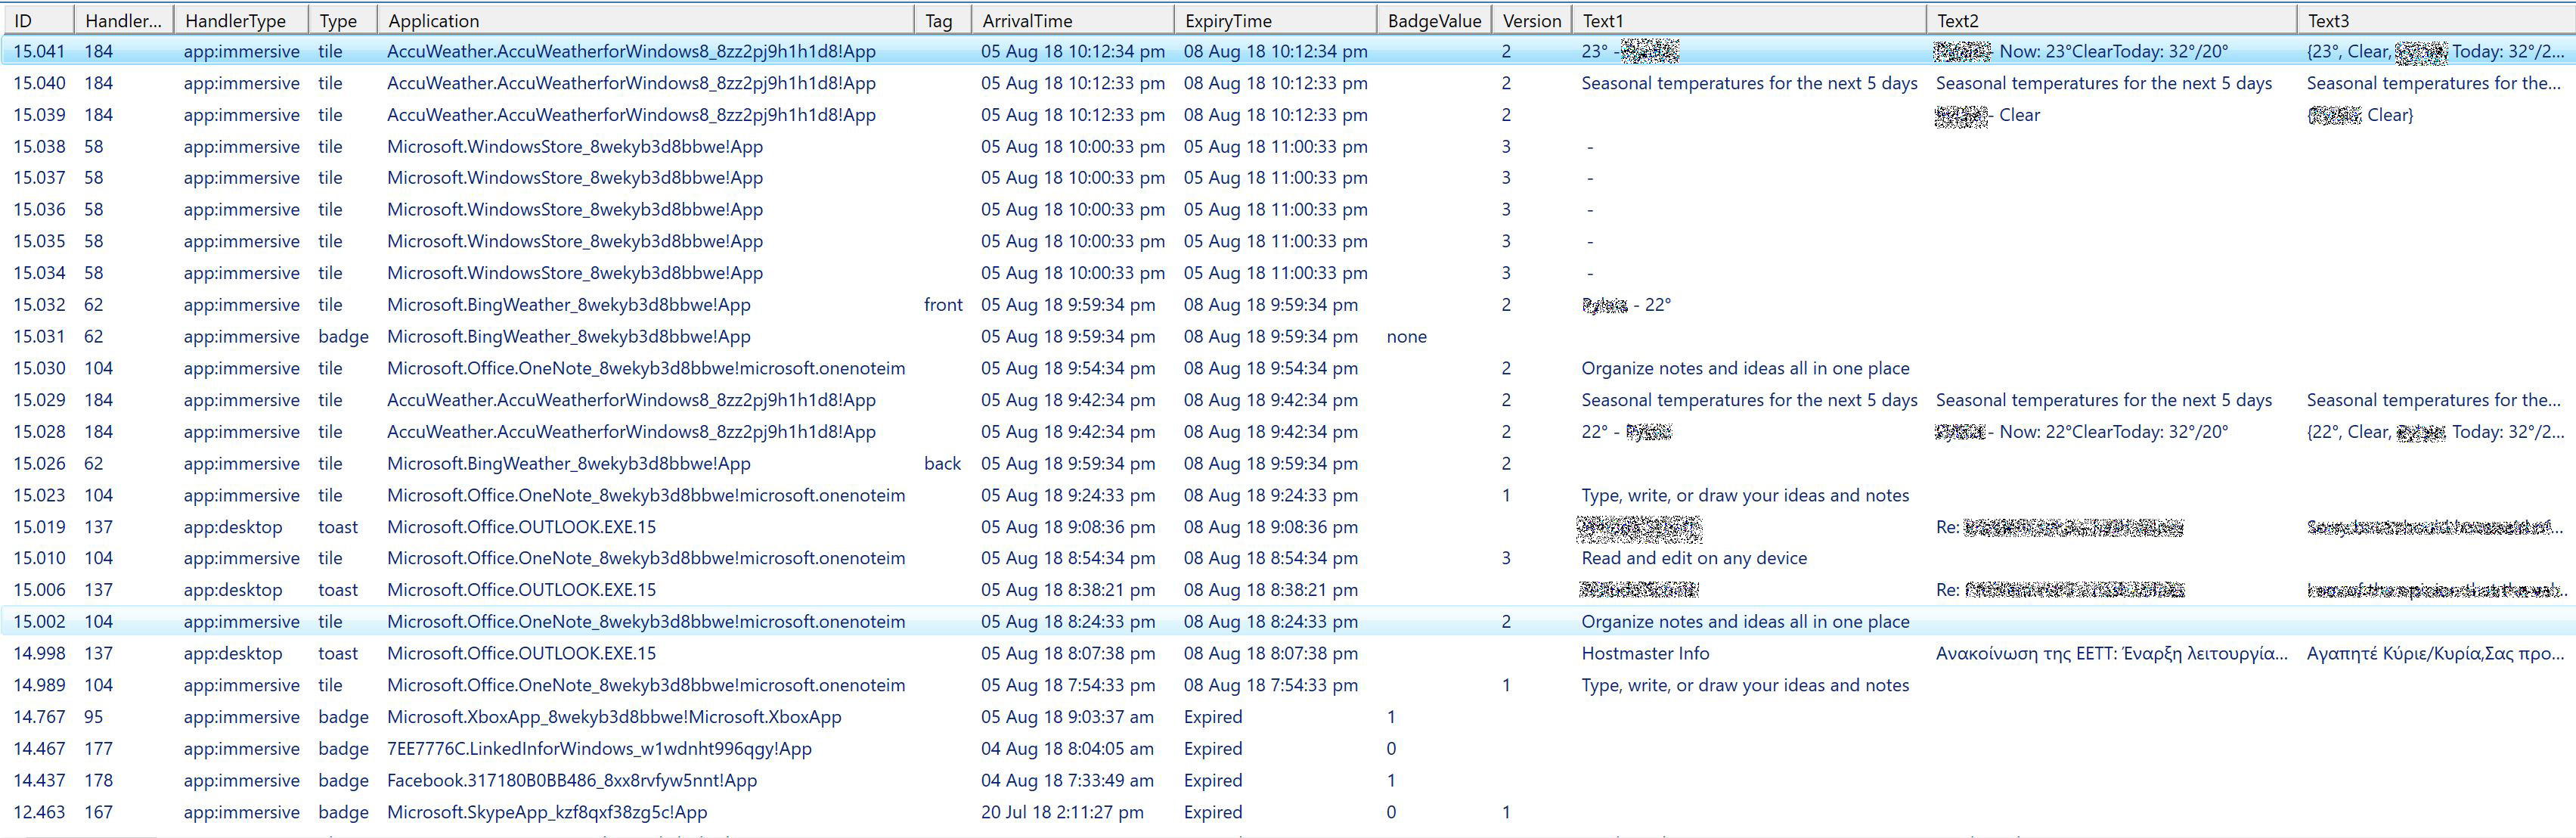 ID Handler... HandlerType Type Application Tag ArrivalTime ExpiryTime BadgeValue Version Text1 Text2 Text3
15.041 184 app:immersive tile AccuWeather.AccuWeatherforWindows8_8zz2pj9h1h1d8!App 05 Aug 18 10:12:34 pm 08 Aug 18 10:12:34 pm 2 23° - - Now: 23°ClearToday: 32°/20° {23°, Clear, Today: 32°/2...
15.040 184 app:immersive tile AccuWeather.AccuWeatherforWindows8_8zz2pj9h1h1d8!App 05 Aug 18 10:12:33 pm 08 Aug 18 10:12:33 pm 2 Seasonal temperatures for the next 5 days Seasonal temperatures for the next 5 days Seasonal temperatures for the...
15.039 184 app:immersive tile AccuWeather.AccuWeatherforWindows8_8zz2pj9h1h1d8!App 05 Aug 18 10:12:33 pm 08 Aug 18 10:12:33 pm 2 - Clear { Clear}
15.038 58 app:immersive tile Microsoft.WindowsStore_8wekyb3d8bbwe!App 05 Aug 18 10:00:33 pm 05 Aug 18 11:00:33 pm 3 -
15.037 58 app:immersive tile Microsoft.WindowsStore_8wekyb3d8bbwe!App 05 Aug 18 10:00:33 pm 05 Aug 18 11:00:33 pm 3 -
15.036 58 app:immersive tile Microsoft.WindowsStore_8wekyb3d8bbwe!App 05 Aug 18 10:00:33 pm 05 Aug 18 11:00:33 pm 3 -
15.035 58 app:immersive tile Microsoft.WindowsStore_8wekyb3d8bbwe!App 05 Aug 18 10:00:33 pm 05 Aug 18 11:00:33 pm 3 -
15.034 58 app:immersive tile Microsoft.WindowsStore_8wekyb3d8bbwe!App 05 Aug 18 10:00:33 pm 05 Aug 18 11:00:33 pm 3 -
15.032 62 app:immersive tile Microsoft.BingWeather_8wekyb3d8bbwe!App front 05 Aug 18 9:59:34 pm 08 Aug 18 9:59:34 pm 2 - 22°
15.031 62 app:immersive badge Microsoft.BingWeather_8wekyb3d8bbwe!App 05 Aug 18 9:59:34 pm 08 Aug 18 9:59:34 pm none
15.030 104 app:immersive tile Microsoft.Office.OneNote_8wekyb3d8bbwe!microsoft.onenoteim 05 Aug 18 9:54:34 pm 08 Aug 18 9:54:34 pm 2 Organize notes and ideas all in one place
15.029 184 app:immersive tile AccuWeather.AccuWeatherforWindows8_8zz2pj9h1h1d8!App 05 Aug 18 9:42:34 pm 08 Aug 18 9:42:34 pm 2 Seasonal temperatures for the next 5 days Seasonal temperatures for the next 5 days Seasonal temperatures for the...
15.028 184 app:immersive tile AccuWeather.AccuWeatherforWindows8_8zz2pj9h1h1d8!App 05 Aug 18 9:42:34 pm 08 Aug 18 9:42:34 pm 2 22° - - Now: 22°ClearToday: 32°/20° {22°, Clear, Today: 32°/2...
15.026 62 app:immersive tile Microsoft.BingWeather_8wekyb3d8bbwe!App back 05 Aug 18 9:59:34 pm 08 Aug 18 9:59:34 pm 2
15.023 104 app:immersive tile Microsoft.Office.OneNote_8wekyb3d8bbwe!microsoft.onenoteim 05 Aug 18 9:24:33 pm 08 Aug 18 9:24:33 pm 1 Type, write, or draw your ideas and notes
15.019 137 app:desktop toast Microsoft.Office.OUTLOOK.EXE.15 05 Aug 18 9:08:36 pm 08 Aug 18 9:08:36 pm Re:
15.010 104 app:immersive tile Microsoft.Office.OneNote_8wekyb3d8bbwe!microsoft.onenoteim 05 Aug 18 8:54:34 pm 08 Aug 18 8:54:34 pm 3 Read and edit on any device
15.006 137 app:desktop toast Microsoft.Office.OUTLOOK.EXE.15 05 Aug 18 8:38:21 pm 08 Aug 18 8:38:21 pm Re:
15.002 104 app:immersive tile Microsoft.Office.OneNote_8wekyb3d8bbwe!microsoft.onenoteim 05 Aug 18 8:24:33 pm 08 Aug 18 8:24:33 pm 2 Organize notes and ideas all in one place
14.998 137 app:desktop toast Microsoft.Office.OUTLOOK.EXE.15 05 Aug 18 8:07:38 pm 08 Aug 18 8:07:38 pm Hostmaster Info Ανακοίνωση της ΕΕΤΤ: Έναρξη λειτουργία... Αγαπητέ Κύριε/Κυρία,Σας προ...
14.989 104 app:immersive tile Microsoft.Office.OneNote_8wekyb3d8bbwe!microsoft.onenoteim 05 Aug 18 7:54:33 pm 08 Aug 18 7:54:33 pm 1 Type, write, or draw your ideas and notes
14.767 95 app:immersive badge Microsoft.XboxApp_8wekyb3d8bbwe!Microsoft.XboxApp 05 Aug 18 9:03:37 am Expired 1
14.467 177 app:immersive badge 7EE7776C.LinkedInforWindows_w1wdnht996qgy!App 04 Aug 18 8:04:05 am Expired 0
14.437 178 app:immersive badge Facebook.317180B0BB486_8xx8rvfyw5nnt!App 04 Aug 18 7:33:49 am Expired 1
12.463 167 app:immersive badge Microsoft.SkypeApp_kzf8qxf38zg5c!App 20 Jul 18 2:11:27 pm Expired 0 1